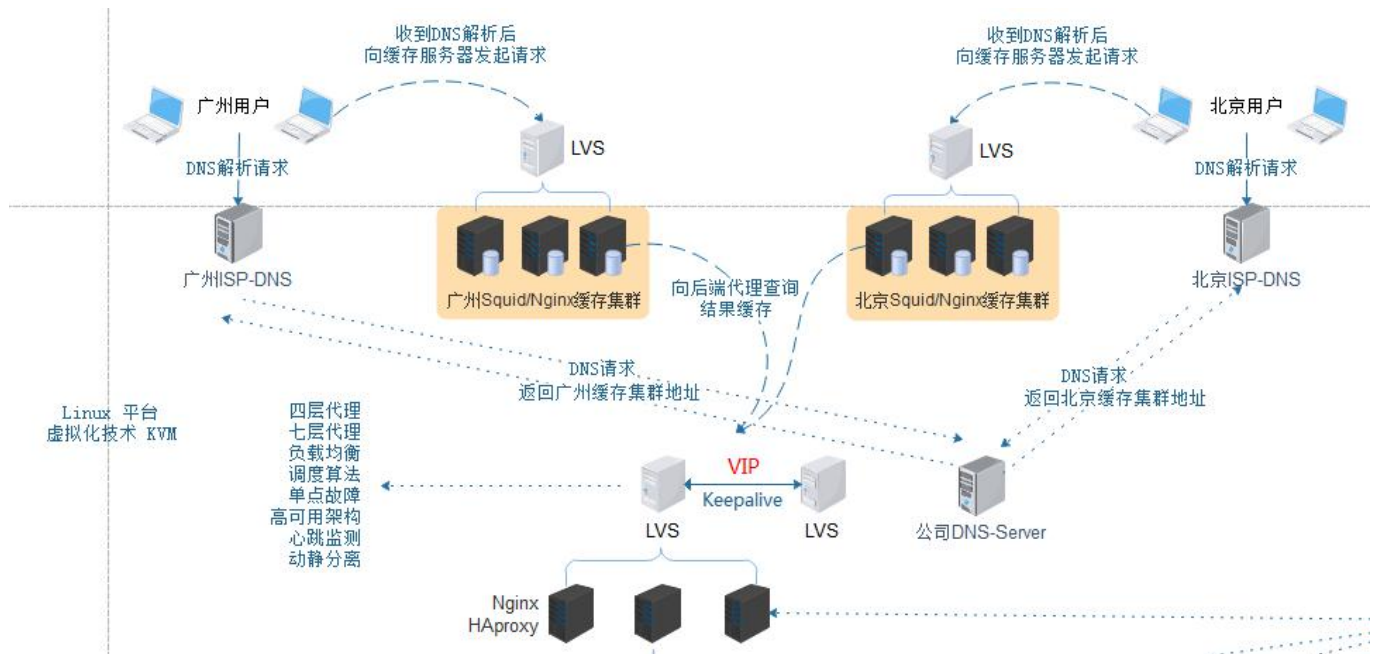 收到DNS解析后
向缓存服务器发起请求
收到DNS解析后
向缓存服务器发起请求
广州用户
北京用户
LVS
LVS
DNS解析请求
DNS解析请求
广州ISP-DNS
广州Squid/Nginx缓存集群
向后端代理查询
结果缓存
北京Squid/Nginx缓存集群
北京ISP-DNS
DNS请求
返回广州缓存集群地址
DNS请求
返回北京缓存集群地址
Linux 平台
虚拟化技术 KVM
四层代理
七层代理
负载均衡
调度算法
单点故障
高可用架构
心跳监测
动静分离
VIP
Keepalive
LVS
LVS
公司DNS-Server
Nginx
HAproxy